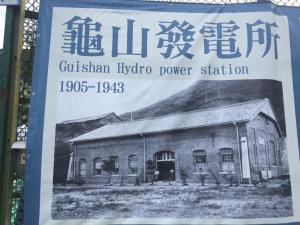 龜山發電所
Guishan Hydro power station
1905-1943